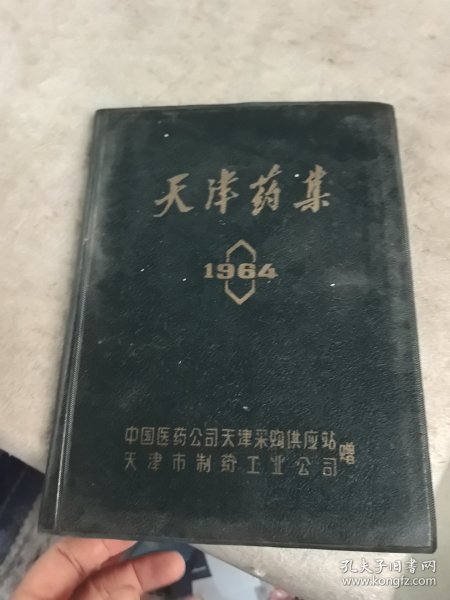 天津药集
1964
中国医药公司天津采购供应站
天津市制药工业公司
赠
孔夫子旧书网
www.kongfz.com